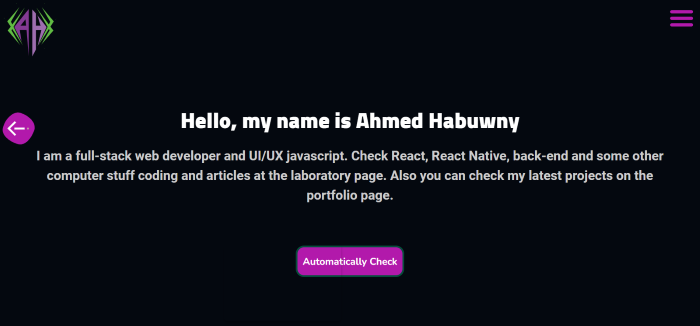 AH
Hello, my name is Ahmed Habuwny
I am a full-stack web developer and UI/UX javascript. Check React, React Native, back-end and some other
computer stuff coding and articles at the laboratory page. Also you can check my latest projects on the
portfolio page.
Automatically Check